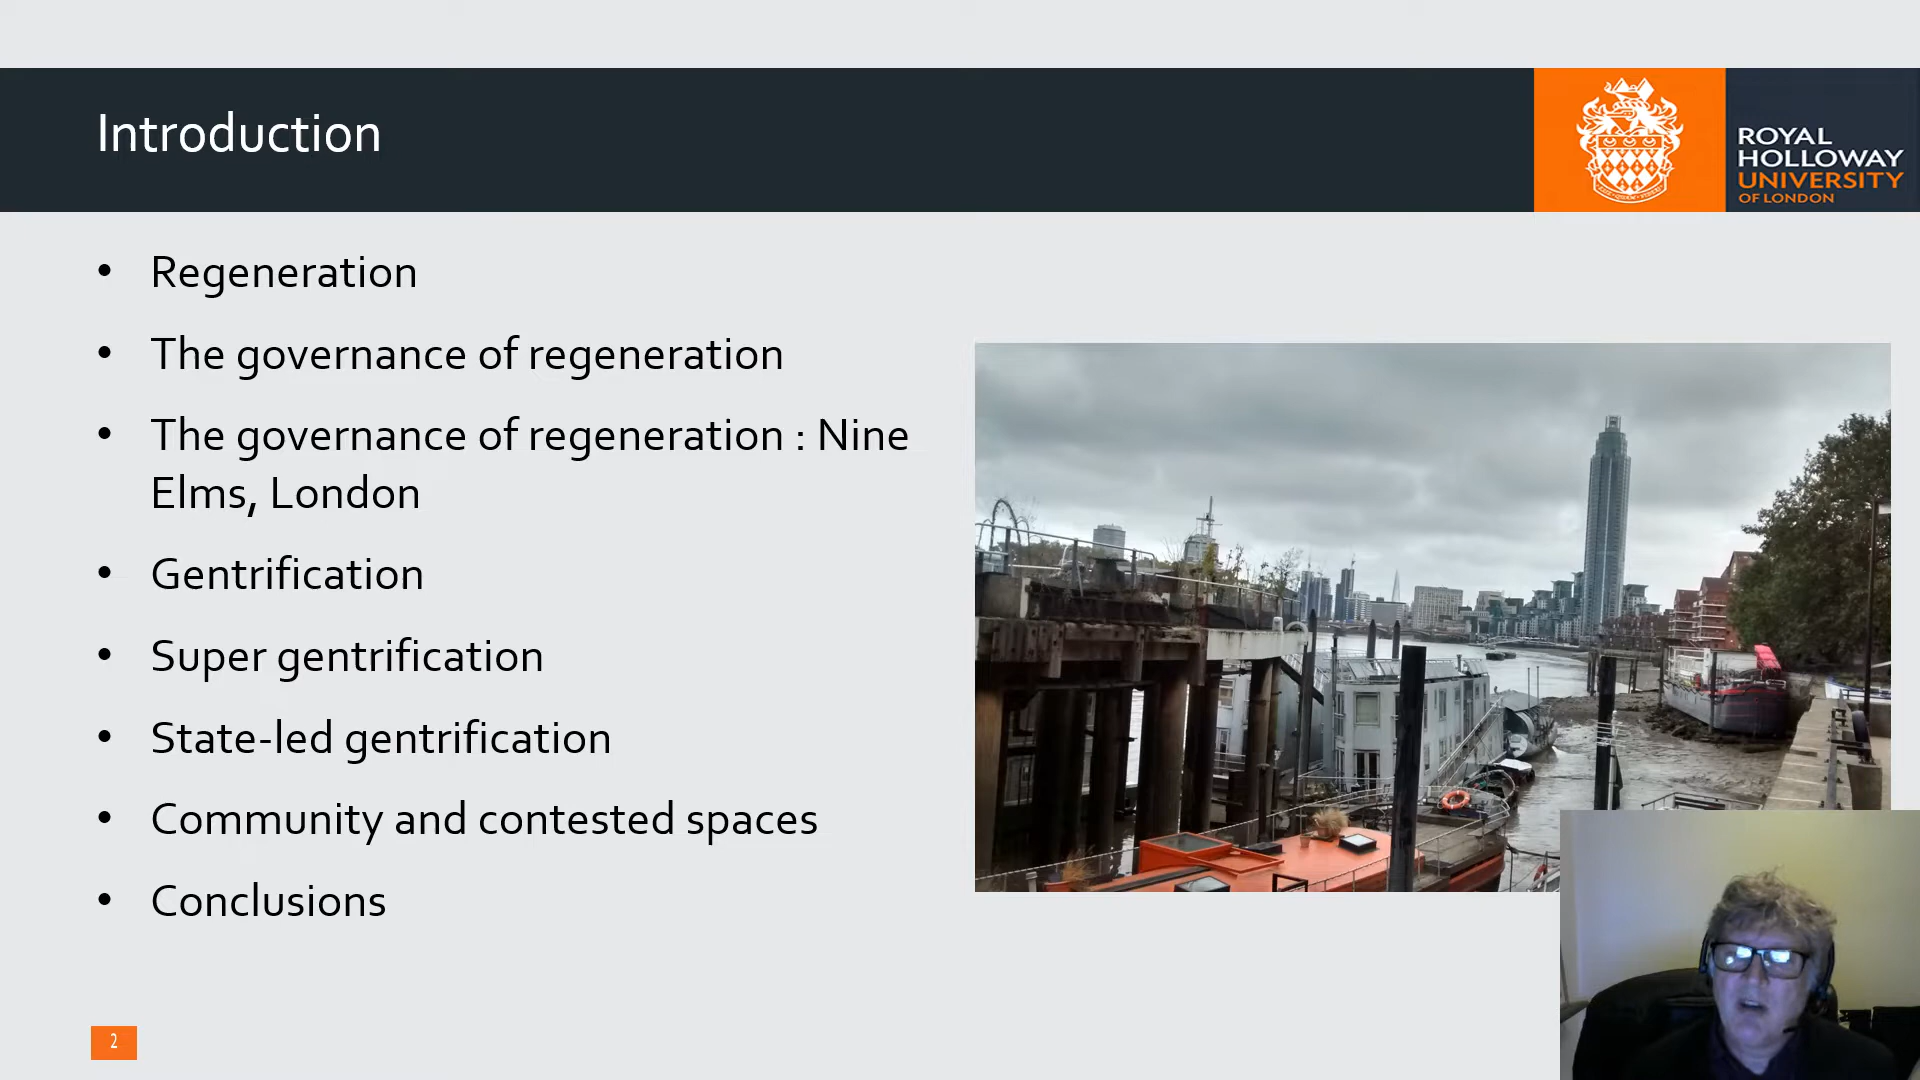 Introduction
ROYAL
HOLLOWAY
UNIVERSITY
OF LONDON
• Regeneration
• The governance of regeneration
• The governance of regeneration : Nine
Elms, London
• Gentrification
• Super gentrification
• State-led gentrification
• Community and contested spaces
• Conclusions
2